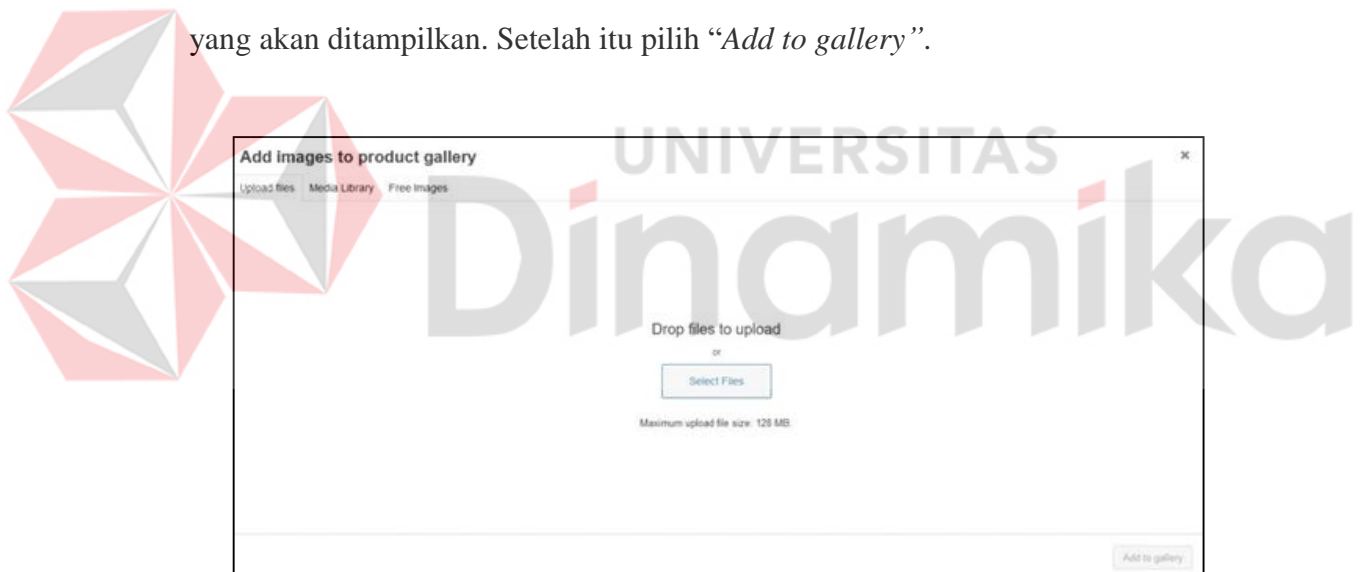 yang akan ditampilkan. Setelah itu pilih “Add to gallery”.
UNIVERSITAS
Dinamika
Add images to product gallery ×
Upload files Media Library Free Images
Drop files to upload
or
Select Files
Maximum upload file size: 128 MB.
Add to gallery